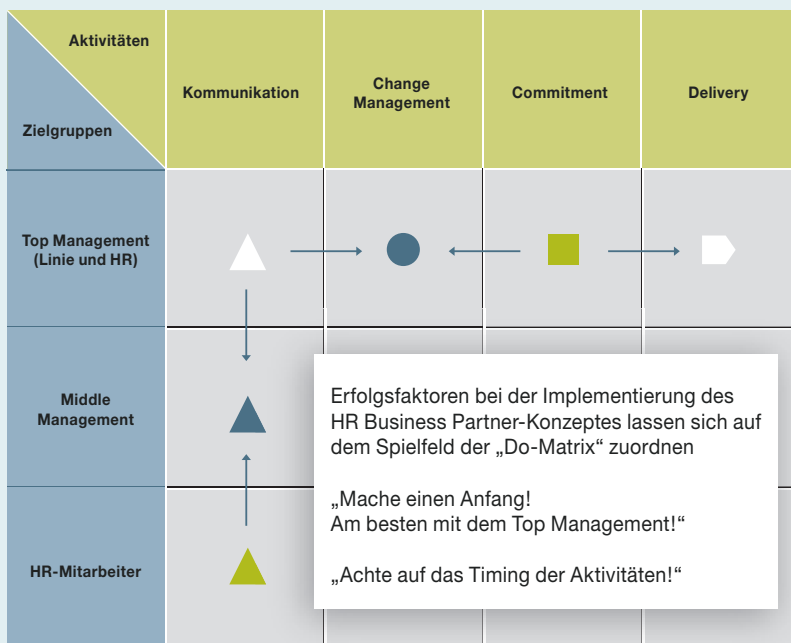 Aktivitäten
Zielgruppen
Kommunikation
Change
Management
Commitment
Delivery
Top Management
(Linie und HR)
Middle
Management
HR-Mitarbeiter
Erfolgsfaktoren bei der Implementierung des
HR Business Partner-Konzeptes lassen sich auf
dem Spielfeld der „Do-Matrix“ zuordnen
„Mache einen Anfang!
Am besten mit dem Top Management!“
„Achte auf das Timing der Aktivitäten!“